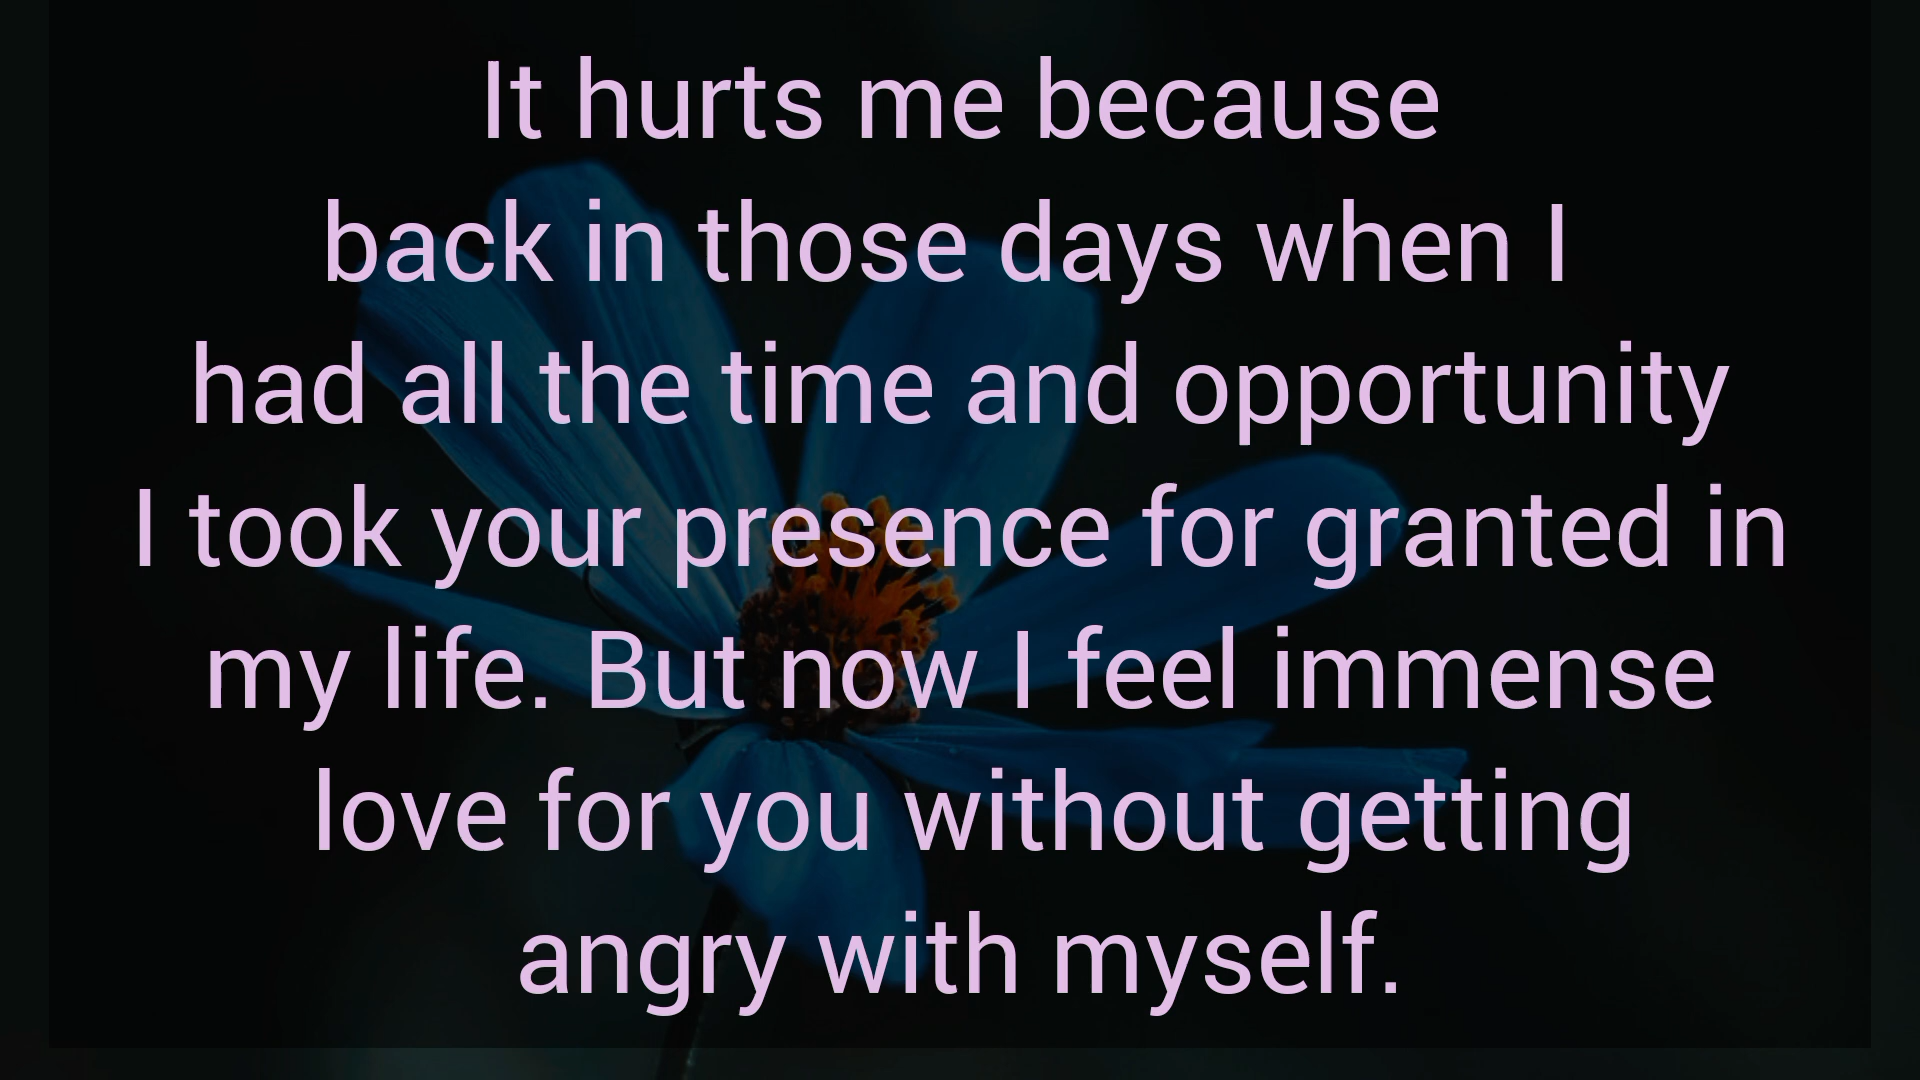 It hurts me because
back in those days when I
had all the time and opportunity
I took your presence for granted in
my life. But now I feel immense
love for you without getting
angry with myself.